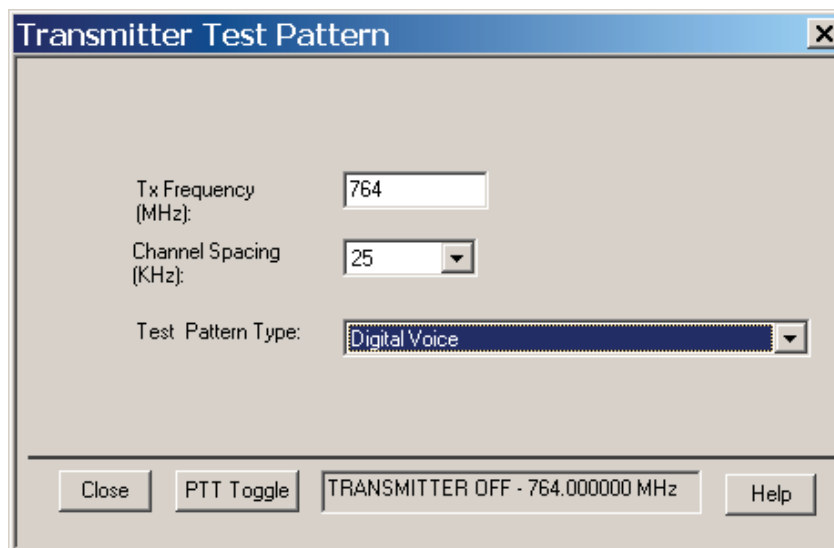 Transmitter Test Pattern
Tx Frequency
(MHz):
764
Channel Spacing
(KHz):
25
Test Pattern Type:
Digital Voice
Close
PTT Toggle
TRANSMITTER OFF - 764.000000 MHz
Help